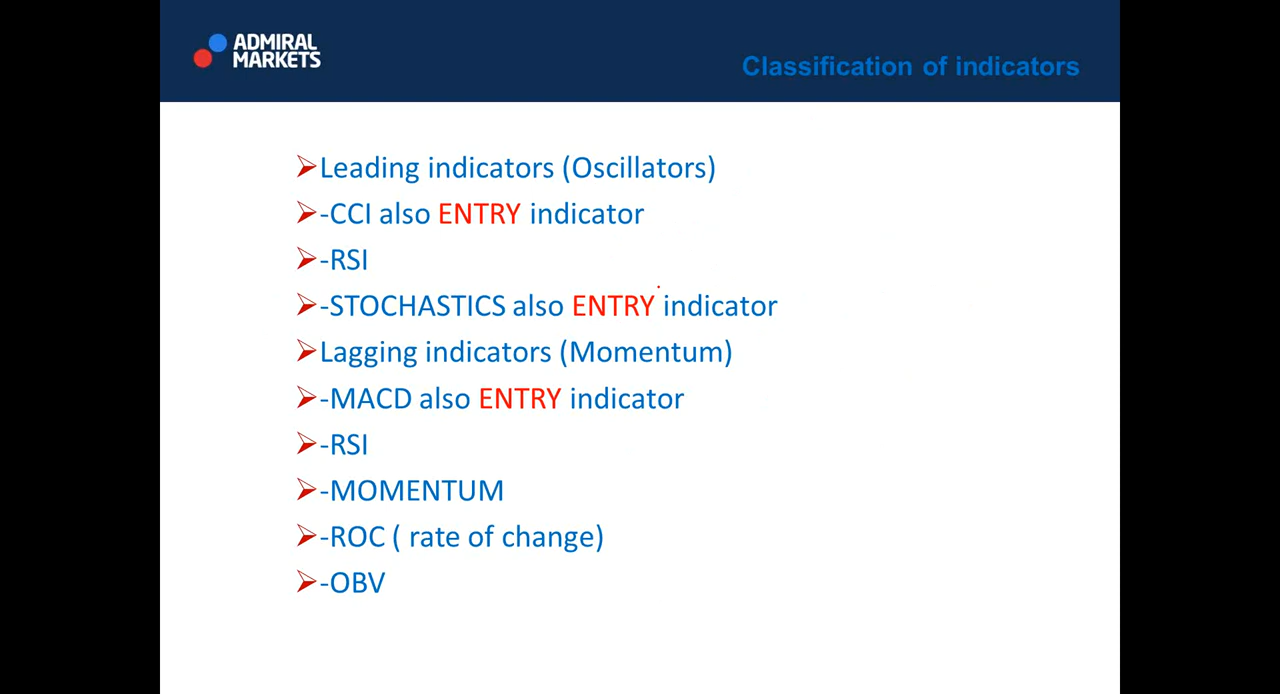 ADMIRAL
MARKETS
Classification of indicators
Leading indicators (Oscillators)
-CCI also ENTRY indicator
-RSI
-STOCHASTICS also ENTRY indicator
Lagging indicators (Momentum)
-MACD also ENTRY indicator
-RSI
-MOMENTUM
-ROC ( rate of change)
-OBV